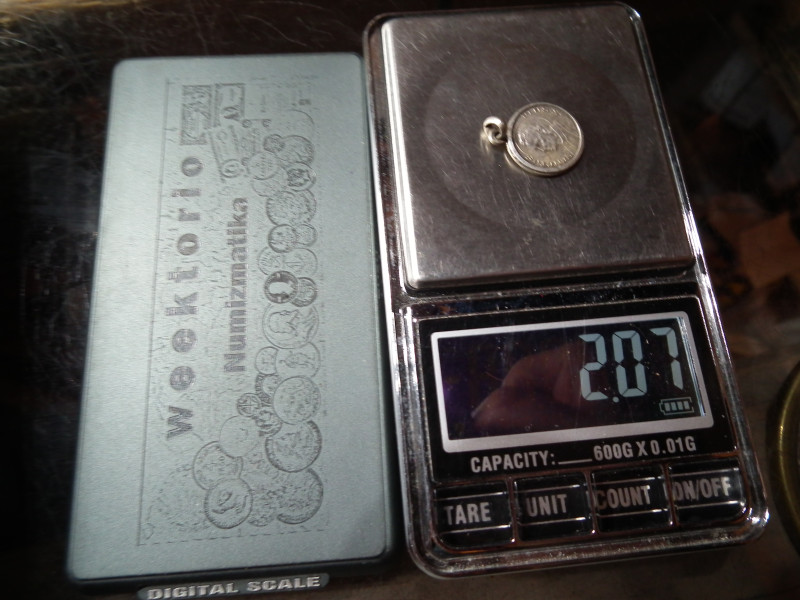 weektorio
Numizmatika
DIGITAL SCALE
2.07
CAPACITY: 600G X 0.01G
TARE
UNIT
COUNT
ON/OFF